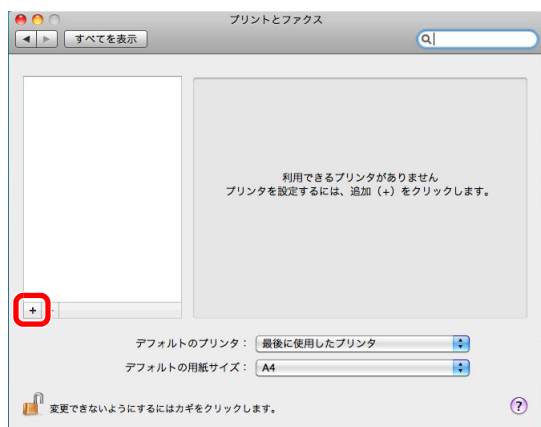 プリントとファクス
すべてを表示
利用できるプリンタがありません
プリンタを設定するには、追加（+）をクリックします。
+
デフォルトのプリンタ： 最後に使用したプリンタ
デフォルトの用紙サイズ： A4
変更できないようにするにはカギをクリックします。
?